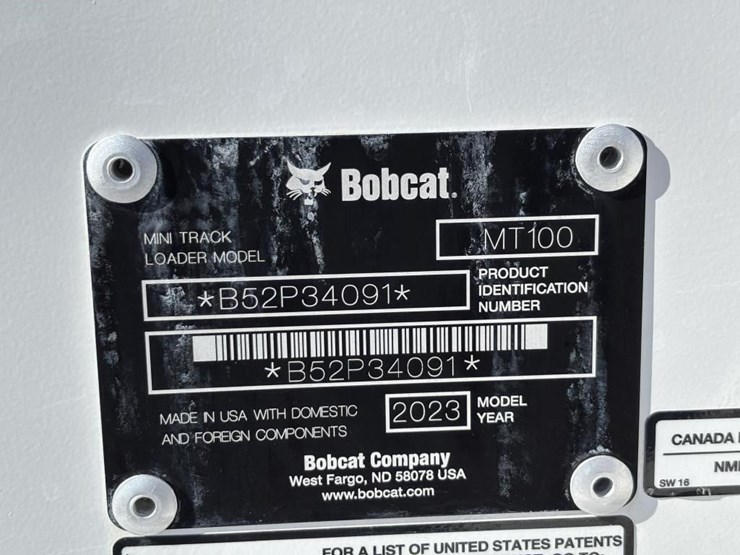 Bobcat.
MINI TRACK
LOADER MODEL
MT100
*B52P34091*
PRODUCT
IDENTIFICATION
NUMBER
*B52P34091*
MADE IN USA WITH DOMESTIC
AND FOREIGN COMPONENTS
2023
MODEL
YEAR
Bobcat Company
West Fargo, ND 58078 USA
www.bobcat.com
CANADA
SW 16
FOR A LIST OF UNITED STATES PATENTS